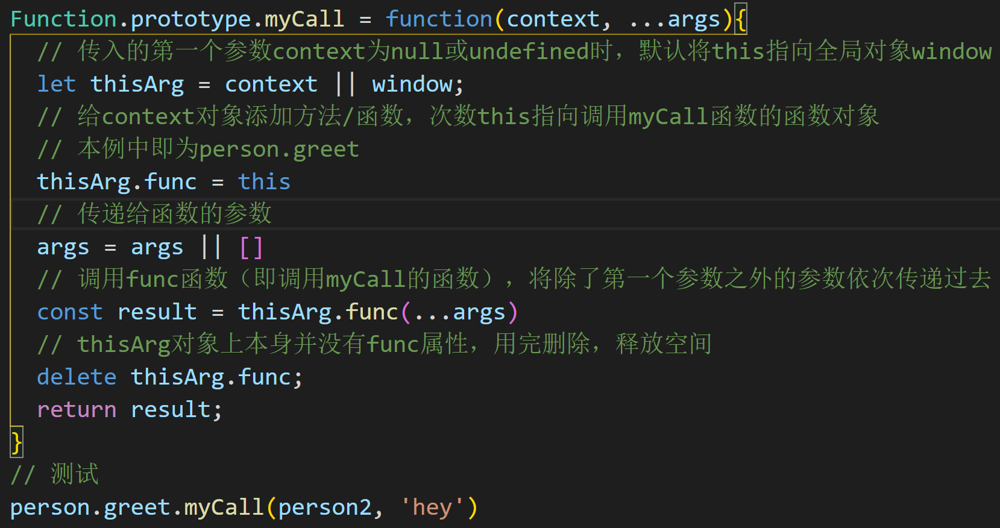 Function.prototype.myCall = function(context, ...args){
  // 传入的第一个参数context为null或undefined时，默认将this指向全局对象window
  let thisArg = context || window;
  // 给context对象添加方法/函数，次数this指向调用myCall函数的函数对象
  // 本例中即为person.greet
  thisArg.func = this
  // 传递给函数的参数
  args = args || []
  // 调用func函数（即调用myCall的函数），将除了第一个参数之外的参数依次传递过去
  const result = thisArg.func(...args)
  // thisArg对象上本身并没有func属性，用完删除，释放空间
  delete thisArg.func;
  return result;
}
// 测试
person.greet.myCall(person2, 'hey')